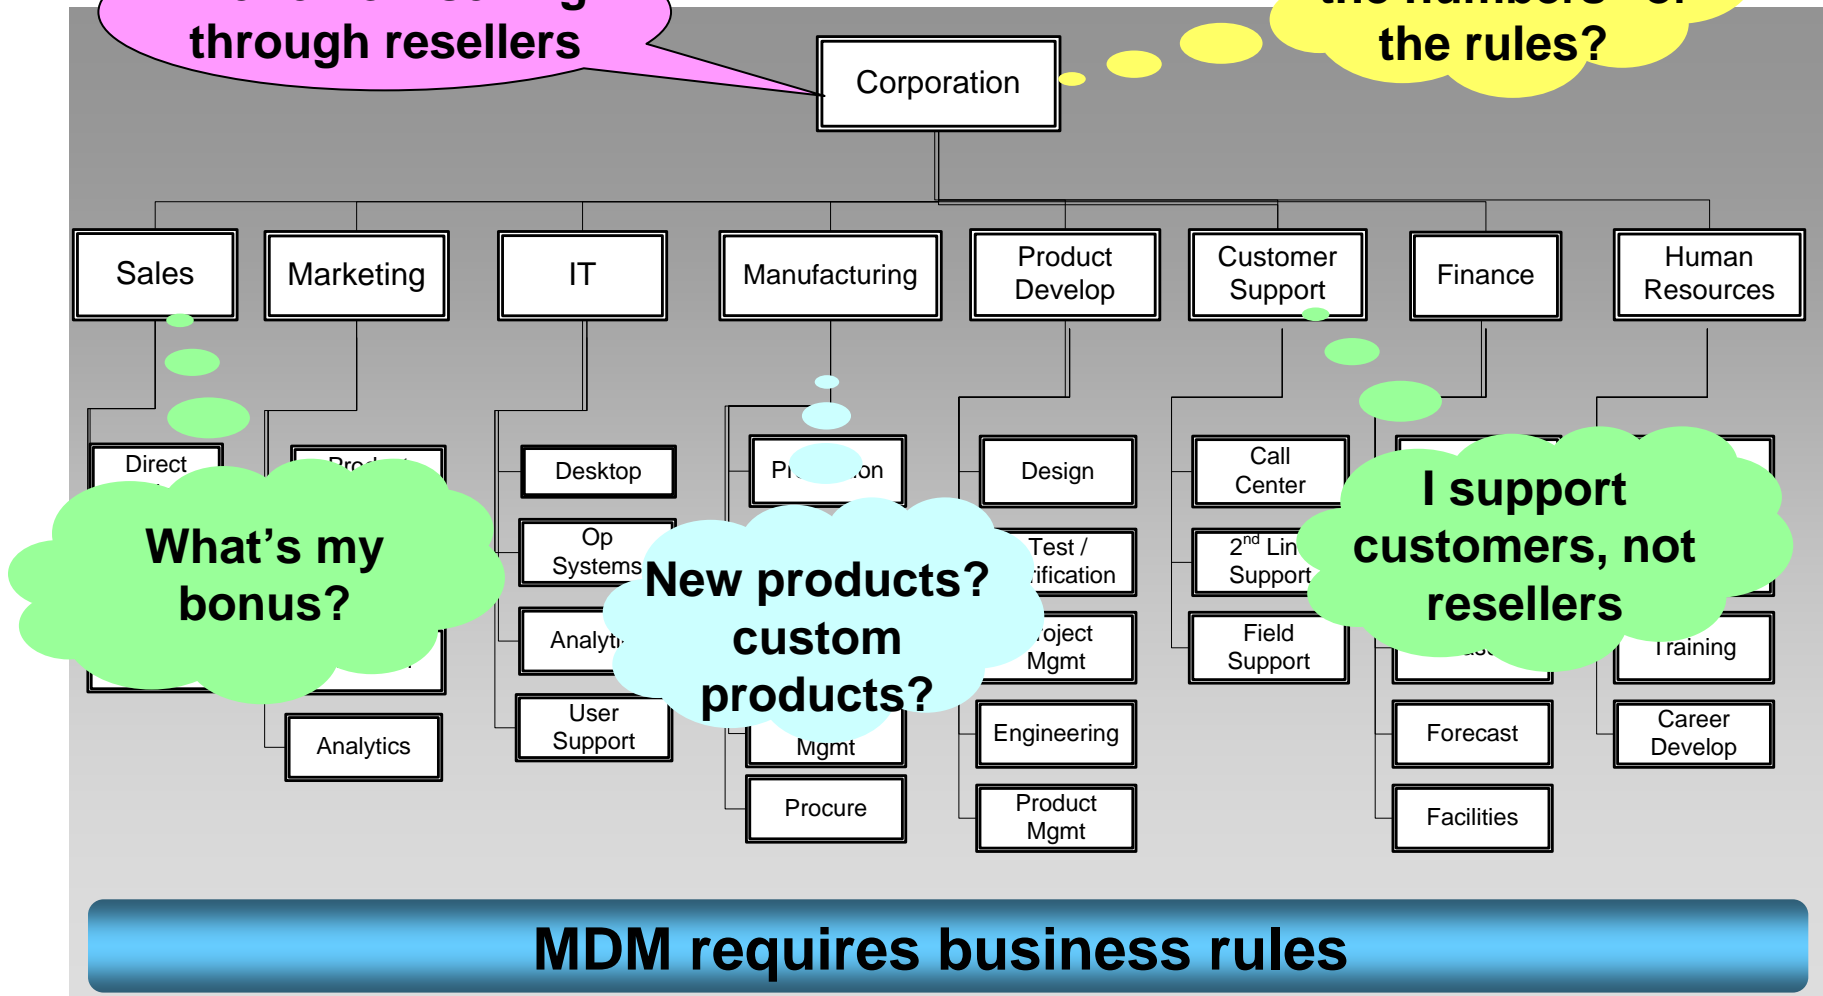 through resellers
the rules?
Corporation
Sales
Marketing
IT
Manufacturing
Product
Develop
Customer
Support
Finance
Human
Resources
Direct
What's my
bonus?
Analytics
Desktop
Op
Systems
User
Support
New products?
custom
products?
Mgmt
Procure
Design
Test /
Project
Mgmt
Engineering
Product
Mgmt
Call
Center
2nd Line
Support
Field
Support
I support
customers, not
resellers
Forecast
Facilities
Training
Career
Develop
MDM requires business rules